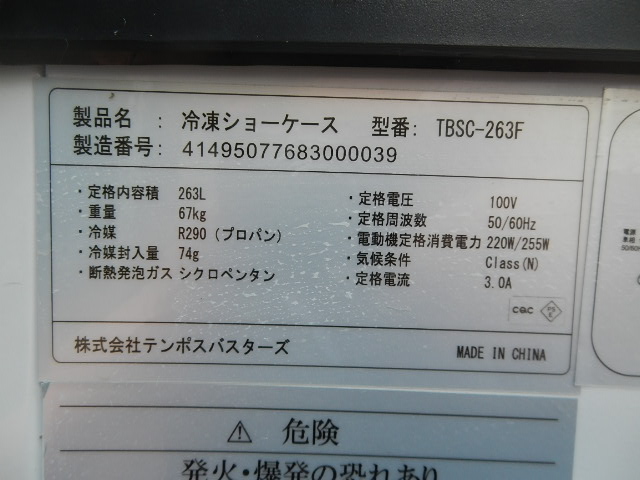 製品名 : 冷凍ショーケース 型番: TBSC-263F
製造番号: 41495077683000039
・定格内容積 263L
・重量 67kg
・冷媒 R290 (プロパン)
・冷媒封入量 74g
・断熱発泡ガス シクロペンタン
・定格電圧 100V
・定格周波数 50/60Hz
・電動機定格消費電力 220W/255W
・気候条件 Class(N)
・定格電流 3.0A
CQC
株式会社テンポスバスターズ MADE IN CHINA
⚠ 危険
発火・爆発の恐れあり